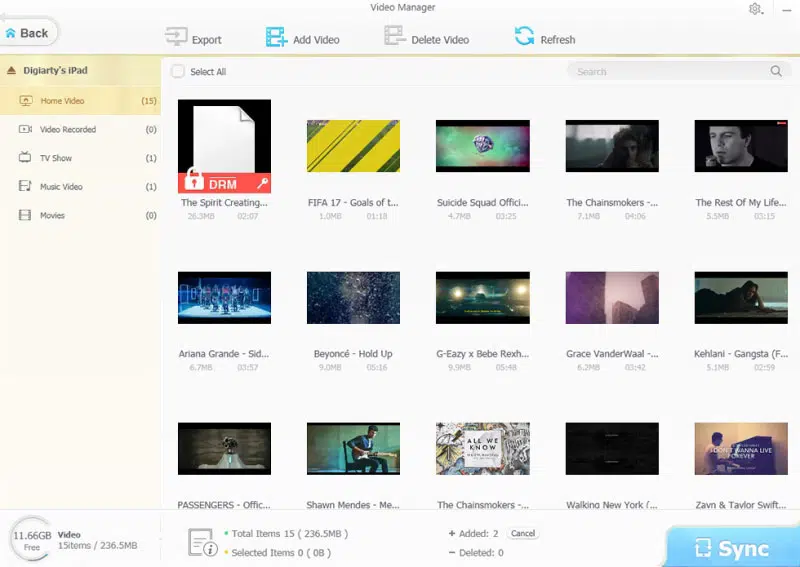 Video Manager
Back
Export
Add Video
Delete Video
Refresh
Digiarty's iPad
Select All
Search
Home Video (15)
Video Recorded (0)
TV Show (1)
Music Video (1)
Movies (0)
DRM
The Spirit Creating... FIFA 17 - Goals of t... Suicide Squad Offici... The Chainsmokers -... The Rest Of My Life...
26.3MB 02:07 1.0MB 01:18 4.7MB 03:25 7.1MB 04:06 5.5MB 03:15
Ariana Grande - Sid... Beyoncé - Hold Up G-Eazy x Bebe Rexh... Grace VanderWaal -... Kehlani - Gangsta (F...
6.7MB 03:57 9.0MB 05:16 9.9MB 05:48 6.2MB 03:42 5.1MB 02:59
ALL WE
KNOW
I DON'T WANNA LIVE
FOREVER
PASSENGERS - Offic... Shawn Mendes - Me... The Chainsmokers -... Walking New York (... Zayn & Taylor Swift...
11.66GB
Free
Video
15items / 236.5MB
Total Items 15 ( 236.5MB )
Selected Items 0 ( 0B )
+ Added: 2 Cancel
− Deleted: 0
Sync